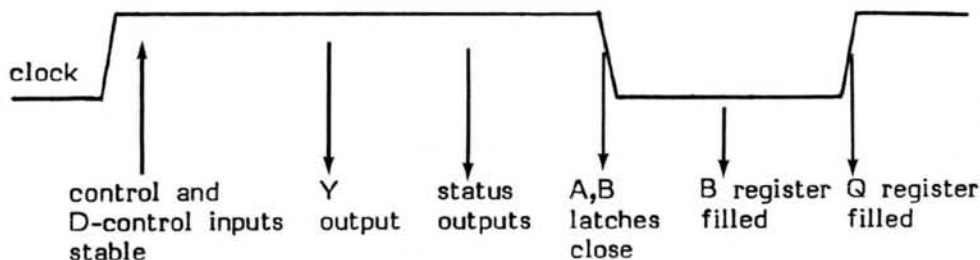 clock
control and
D-control inputs
stable
Y
output
status
outputs
A,B
latches
close
B register
filled
Q register
filled